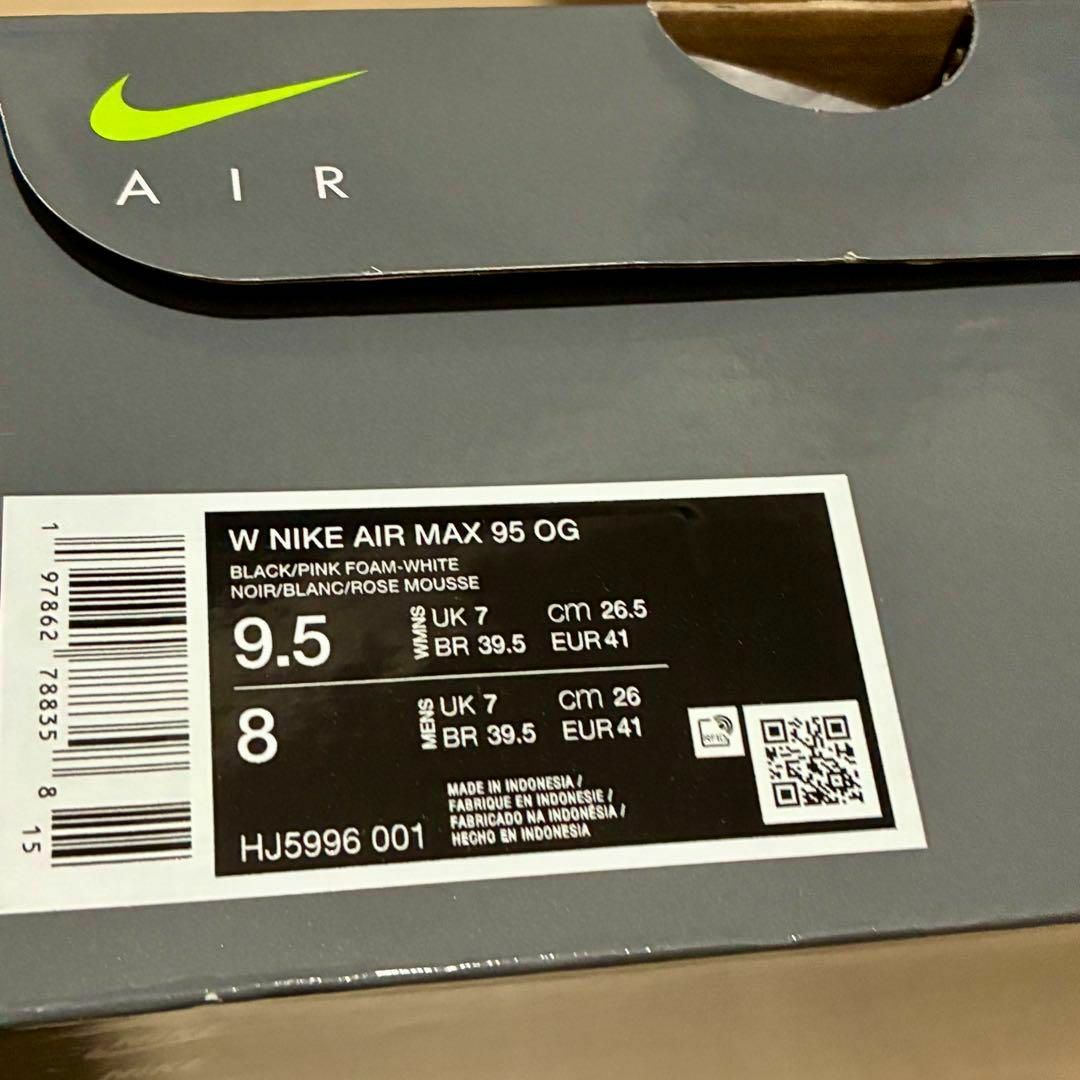 AIR
W NIKE AIR MAX 95 OG
BLACK/PINK FOAM-WHITE
NOIR/BLANC/ROSE MOUSSE
9.5 WMNS UK 7 CM 26.5
BR 39.5 EUR 41
8 MENS UK 7 CM 26
BR 39.5 EUR 41
MADE IN INDONESIA /
FABRIQUE EN INDONESIE /
FABRICADO NA INDONÉSIA /
HECHO EN INDONESIA
HJ5996 001
RFID
1 97862 78835 8 15